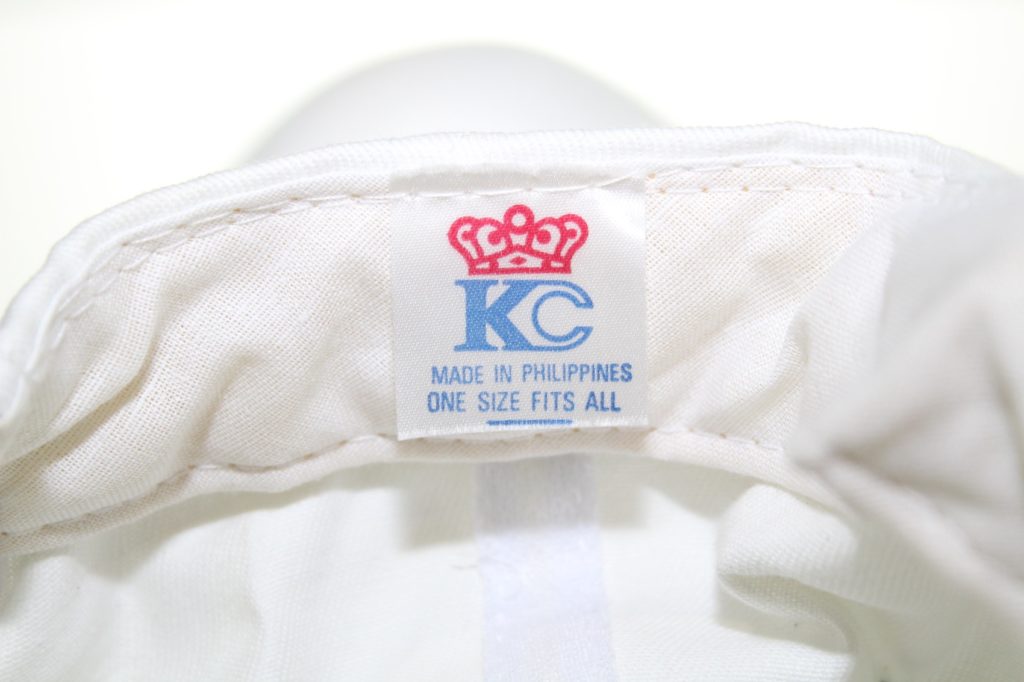 KC
MADE IN PHILIPPINES
ONE SIZE FITS ALL